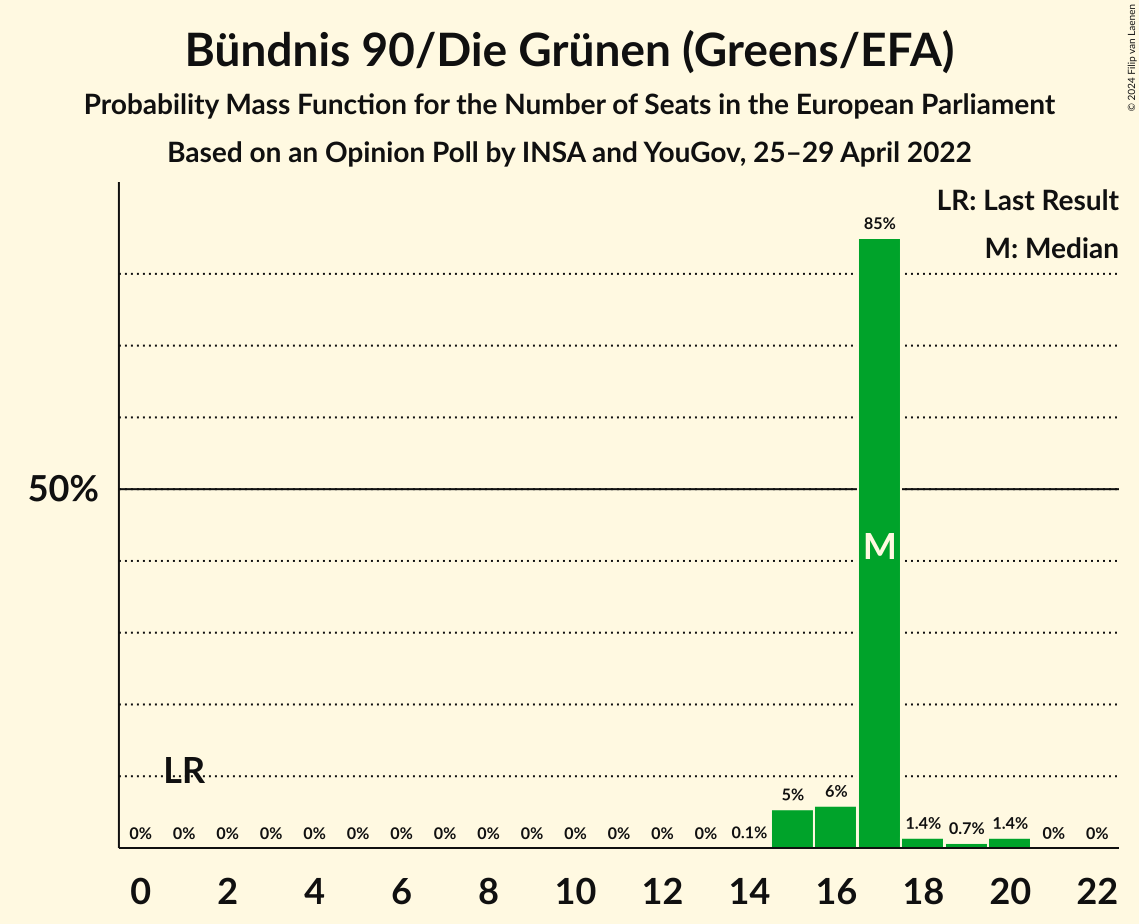 Bündnis 90/Die Grünen (Greens/EFA)
Probability Mass Function for the Number of Seats in the European Parliament
Based on an Opinion Poll by INSA and YouGov, 25–29 April 2022
© 2024 Filip van Laenen
LR: Last Result
M: Median
85%
50%
M
LR
0% 0% 0% 0% 0% 0% 0% 0% 0% 0% 0% 0% 0% 0% 0.1% 5% 6% 1.4% 0.7% 1.4% 0% 0%
0 2 4 6 8 10 12 14 16 18 20 22